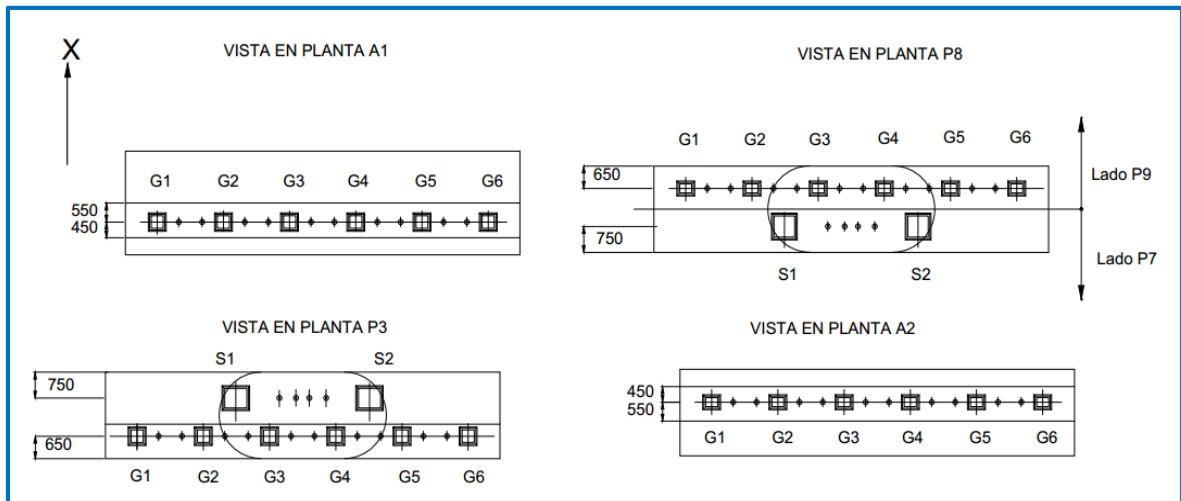 X
VISTA EN PLANTA A1
G1 G2 G3 G4 G5 G6
550
450
VISTA EN PLANTA P8
G1 G2 G3 G4 G5 G6
650
Lado P9
750
Lado P7
S1 S2
VISTA EN PLANTA P3
S1 S2
750
650
G1 G2 G3 G4 G5 G6
VISTA EN PLANTA A2
450
550
G1 G2 G3 G4 G5 G6